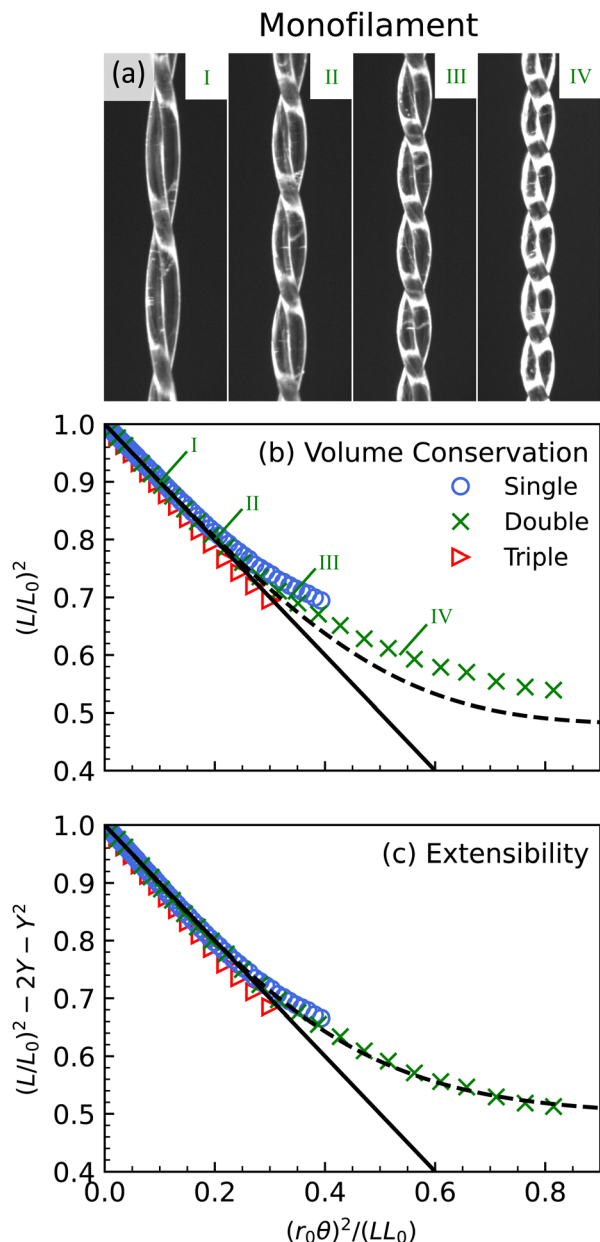 Monofilament
(a) I II III IV
1.0
0.9
0.8
0.7
0.6
0.5
0.4
(L/L₀)²
(b) Volume Conservation
Single
Double
Triple
I
II
III
IV
1.0
0.9
0.8
0.7
0.6
0.5
0.4
(L/L₀)² − 2Y − Y²
(c) Extensibility
0.0 0.2 0.4 0.6 0.8
(r₀θ)²/(LL₀)